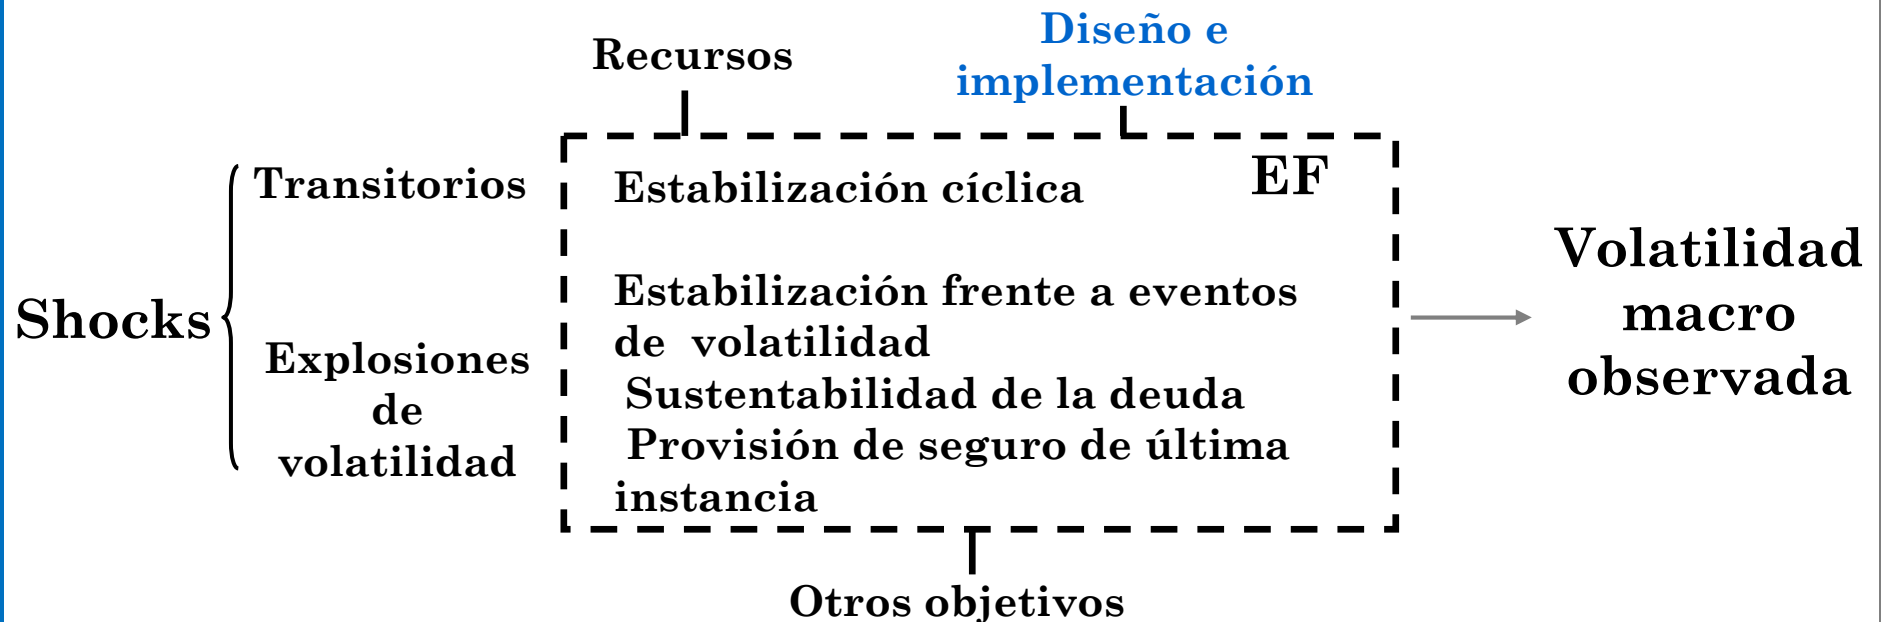 Recursos
Diseño e
implementación
Shocks
Transitorios
Explosiones
de
volatilidad
EF
Estabilización cíclica
Estabilización frente a eventos
de volatilidad
Sustentabilidad de la deuda
Provisión de seguro de última
instancia
Volatilidad
macro
observada
Otros objetivos